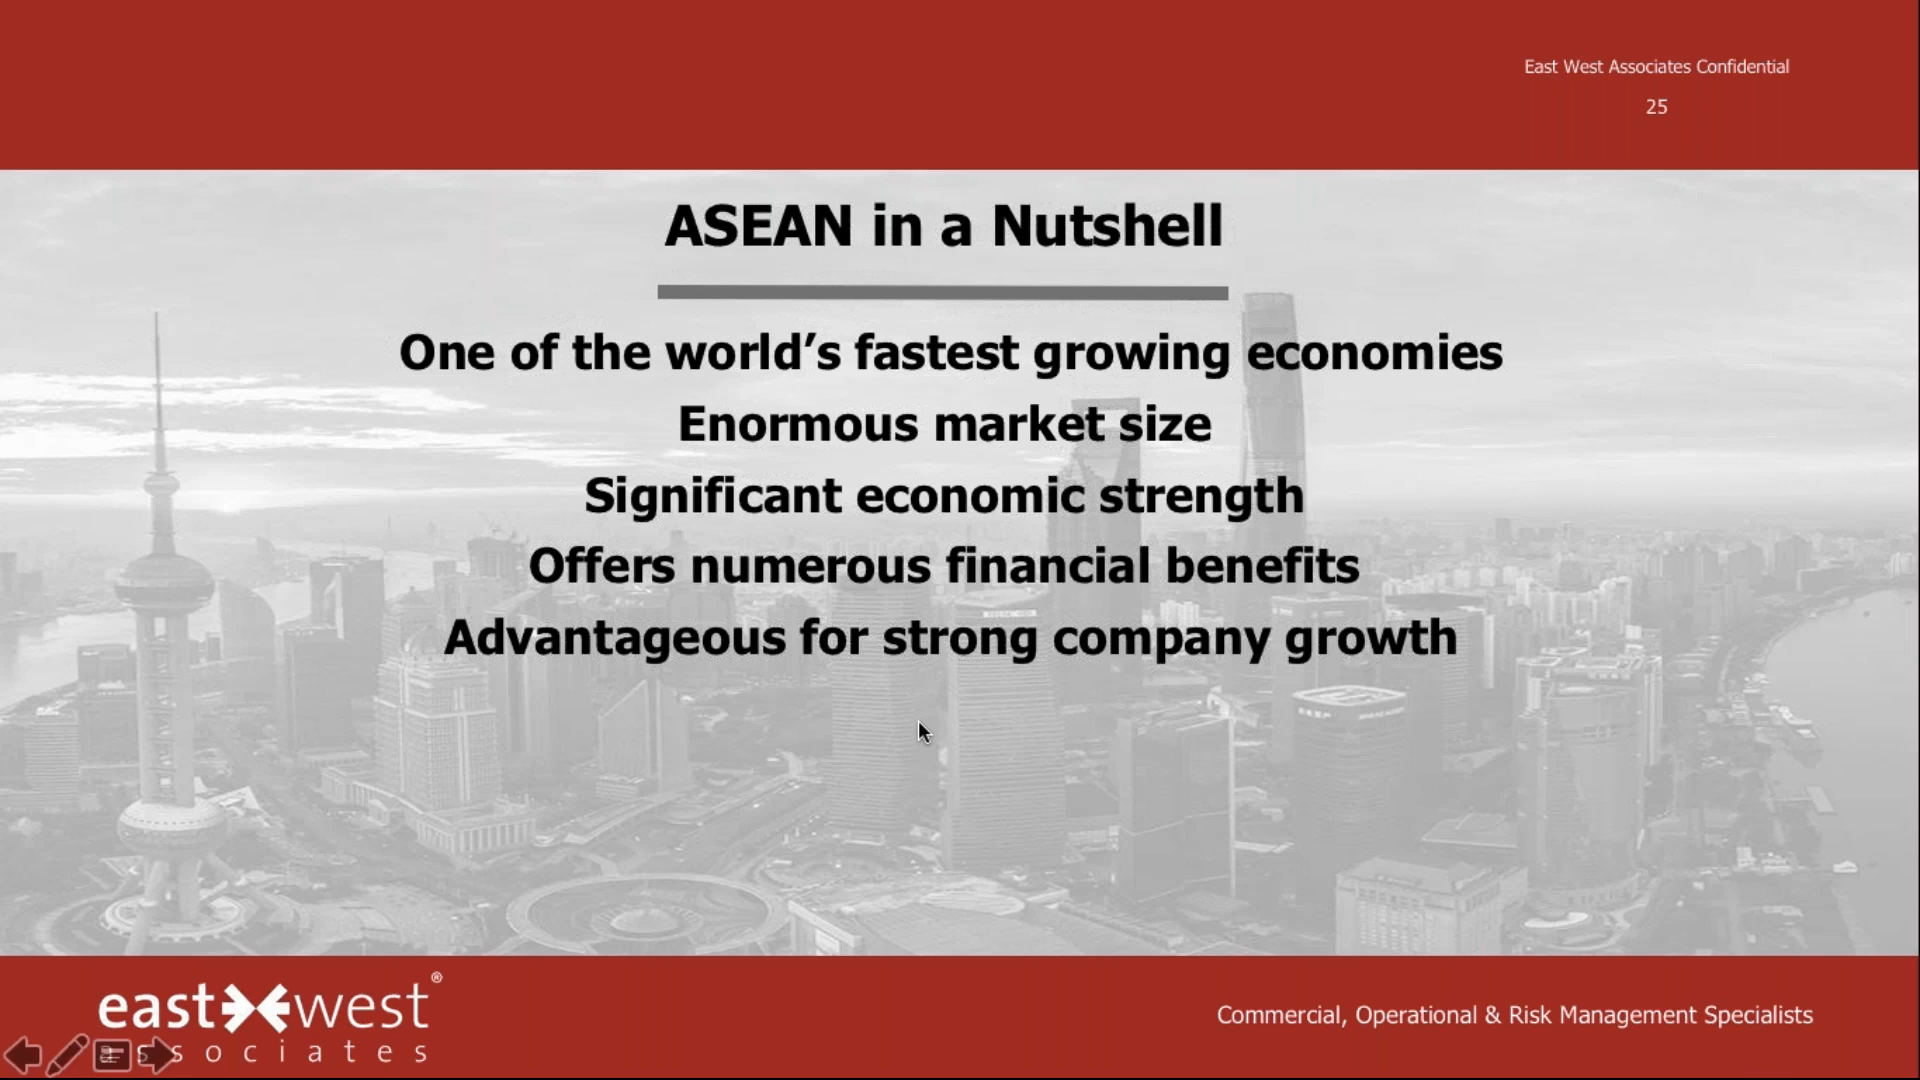 East West Associates Confidential
25
ASEAN in a Nutshell
One of the world’s fastest growing economies
Enormous market size
Significant economic strength
Offers numerous financial benefits
Advantageous for strong company growth
east west®
associates
Commercial, Operational & Risk Management Specialists